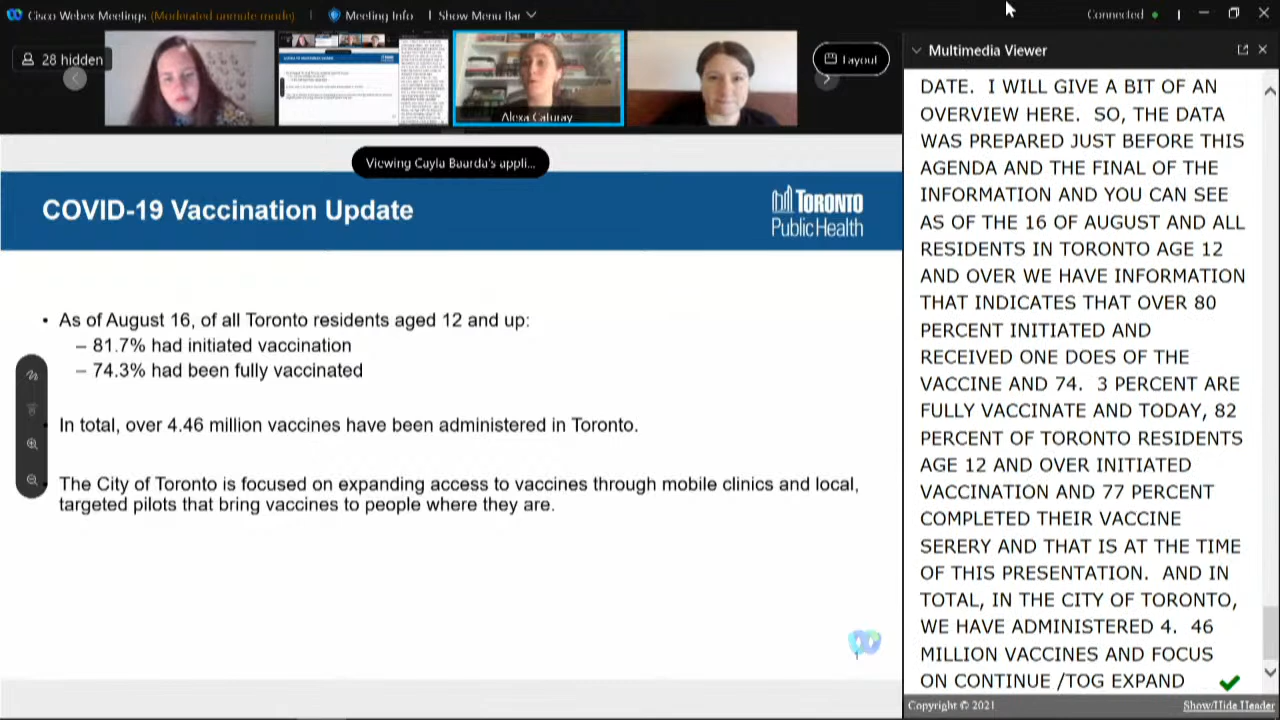 Cisco Webex Meetings (Moderated unmute mode) | Meeting Info | Show Menu Bar
Connected
28 hidden
Alexa Caturay
Layout
Viewing Cayla Baarda's appli...
COVID-19 Vaccination Update
TORONTO
Public Health
• As of August 16, of all Toronto residents aged 12 and up:
– 81.7% had initiated vaccination
– 74.3% had been fully vaccinated
In total, over 4.46 million vaccines have been administered in Toronto.
The City of Toronto is focused on expanding access to vaccines through mobile clinics and local,
targeted pilots that bring vaccines to people where they are.
Multimedia Viewer
DATE! I WILL GIVE A BIT OF AN
HERE. SO THE DATA
WAS PREPARED JUST BEFORE THIS
AGENDA AND THE FINAL OF THE
INFORMATION AND YOU CAN SEE
AS OF THE 16 OF AUGUST AND ALL
RESIDENTS IN TORONTO AGE 12
AND OVER WE HAVE INFORMATION
THAT INDICATES THAT OVER 80
PERCENT INITIATED AND
RECEIVED ONE DOES OF THE
VACCINE AND 74. 3 PERCENT ARE
FULLY VACCINATE AND TODAY, 82
PERCENT OF TORONTO RESIDENTS
AGE 12 AND OVER INITIATED
VACCINATION AND 77 PERCENT
COMPLETED THEIR VACCINE
SERERY AND THAT IS AT THE TIME
OF THIS PRESENTATION. AND IN
TOTAL, IN THE CITY OF TORONTO,
WE HAVE ADMINISTERED 4. 46
MILLION VACCINES AND FOCUS
ON CONTINUE /TOG EXPAND
Copyright © 2021
Show/Hide Header